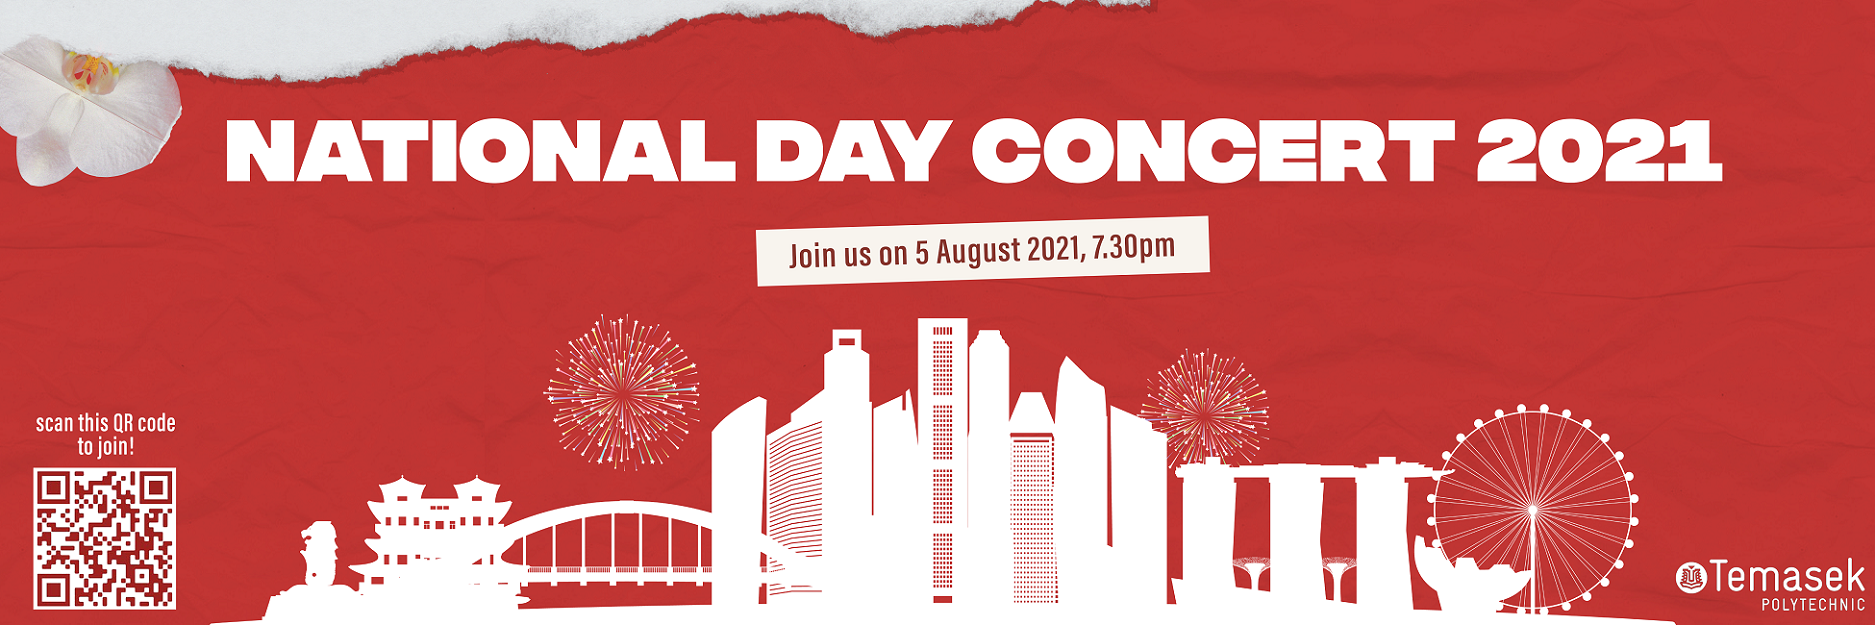 NATIONAL DAY CONCERT 2021
Join us on 5 August 2021, 7.30pm
scan this QR code
to join!
Temasek
POLYTECHNIC